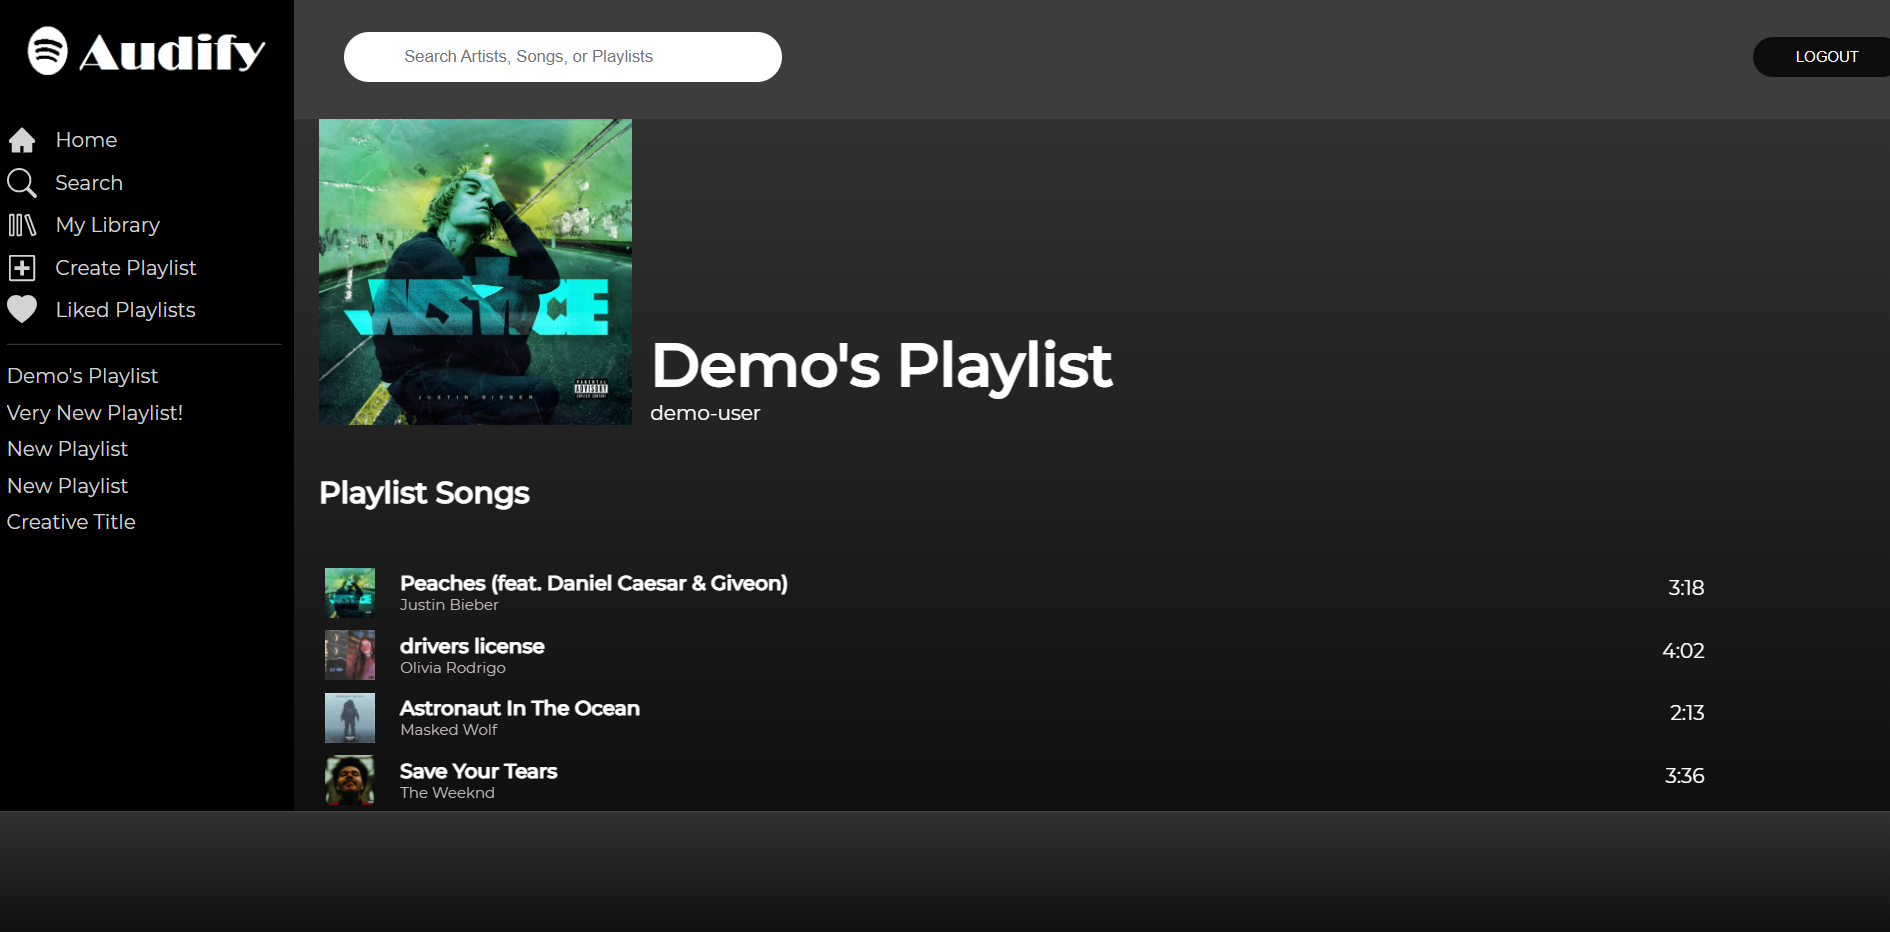 Audify
Search Artists, Songs, or Playlists
LOGOUT
Home
Search
My Library
Create Playlist
Liked Playlists
Demo's Playlist
Very New Playlist!
New Playlist
New Playlist
Creative Title
JUSTICE
JUSTIN BIEBER
PARENTAL
ADVISORY
EXPLICIT CONTENT
Demo's Playlist
demo-user
Playlist Songs
Peaches (feat. Daniel Caesar & Giveon)
Justin Bieber
3:18
drivers license
Olivia Rodrigo
4:02
Astronaut In The Ocean
Masked Wolf
2:13
Save Your Tears
The Weeknd
3:36